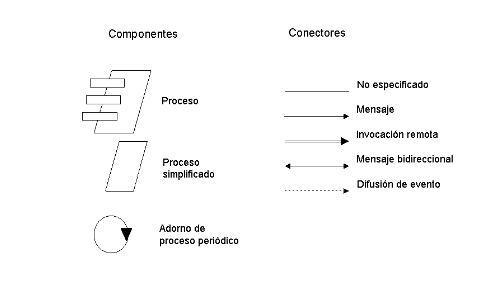 Componentes
Conectores
Proceso
Proceso
simplificado
Adorno de
proceso periódico
No especificado
Mensaje
Invocación remota
Mensaje bidireccional
Difusión de evento